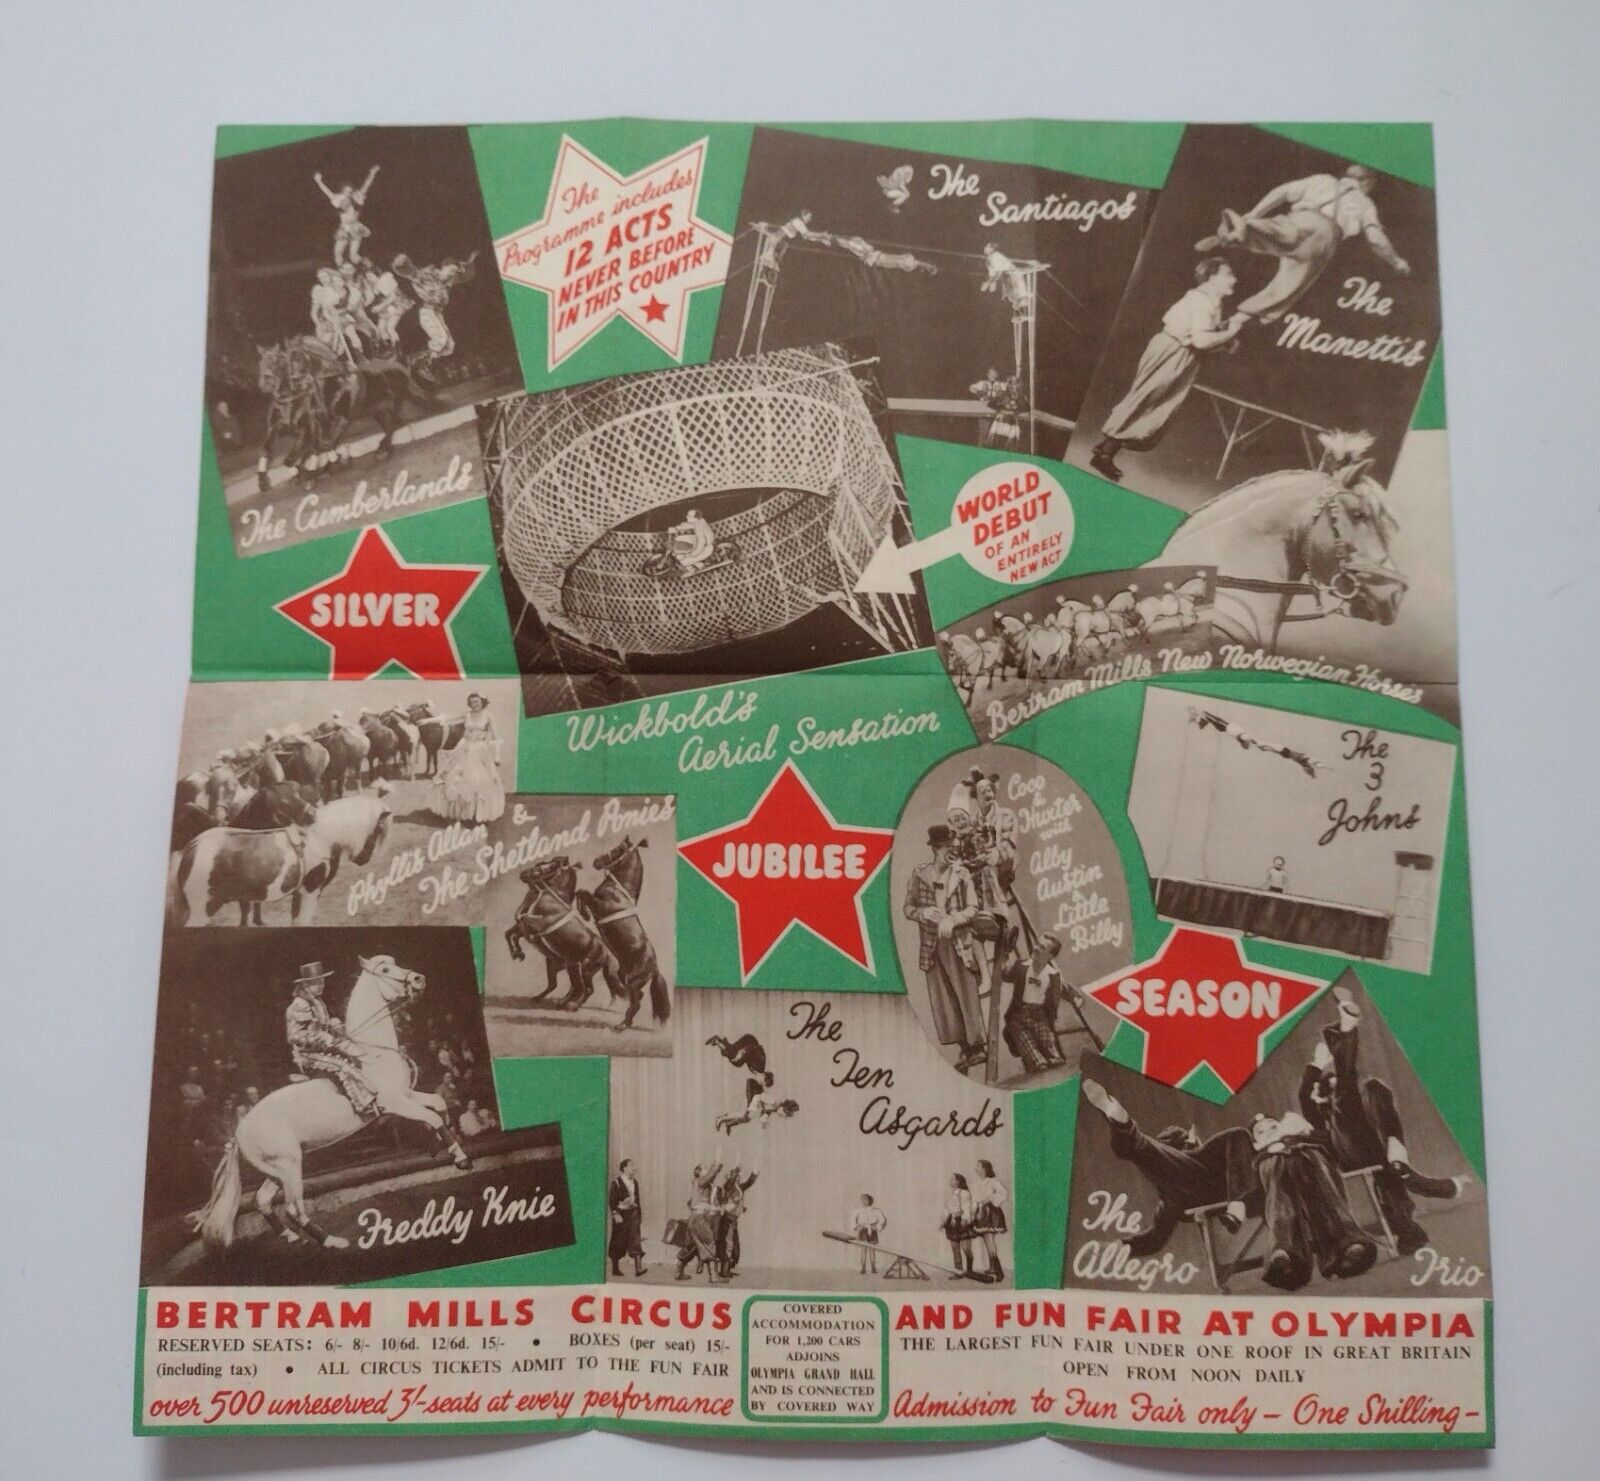 The
Programme includes
12 ACTS
NEVER BEFORE
IN THIS COUNTRY
The
Santiagos
The
Manettis
The Cumberlands
WORLD
DEBUT
OF AN
ENTIRELY
NEW ACT
SILVER
Bertram Mills New Norwegian Horses
Wickbold's
Aerial Sensation
The
3
Johns
Phyllis Allan &
The Shetland Ponies
JUBILEE
Coco &
Huxter
with
Alby
Austin &
Little
Billy
SEASON
The
Ten
Asgards
Freddy Knie
The
Allegro
Trio
BERTRAM MILLS CIRCUS
RESERVED SEATS: 6/- 8/- 10/6d. 12/6d. 15/- • BOXES (per seat) 15/-
(including tax) • ALL CIRCUS TICKETS ADMIT TO THE FUN FAIR
over 500 unreserved 3/-seats at every performance
COVERED
ACCOMMODATION
FOR 1,200 CARS
ADJOINS
OLYMPIA GRAND HALL
AND IS CONNECTED
BY COVERED WAY
AND FUN FAIR AT OLYMPIA
THE LARGEST FUN FAIR UNDER ONE ROOF IN GREAT BRITAIN
OPEN FROM NOON DAILY
Admission to Fun Fair only - One Shilling -